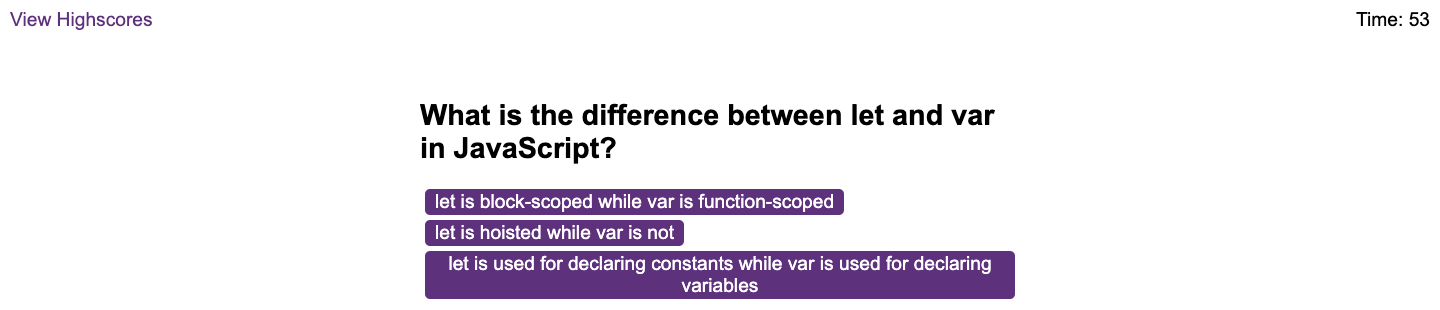 View Highscores
Time: 53
What is the difference between let and var
in JavaScript?
let is block-scoped while var is function-scoped
let is hoisted while var is not
let is used for declaring constants while var is used for declaring
variables